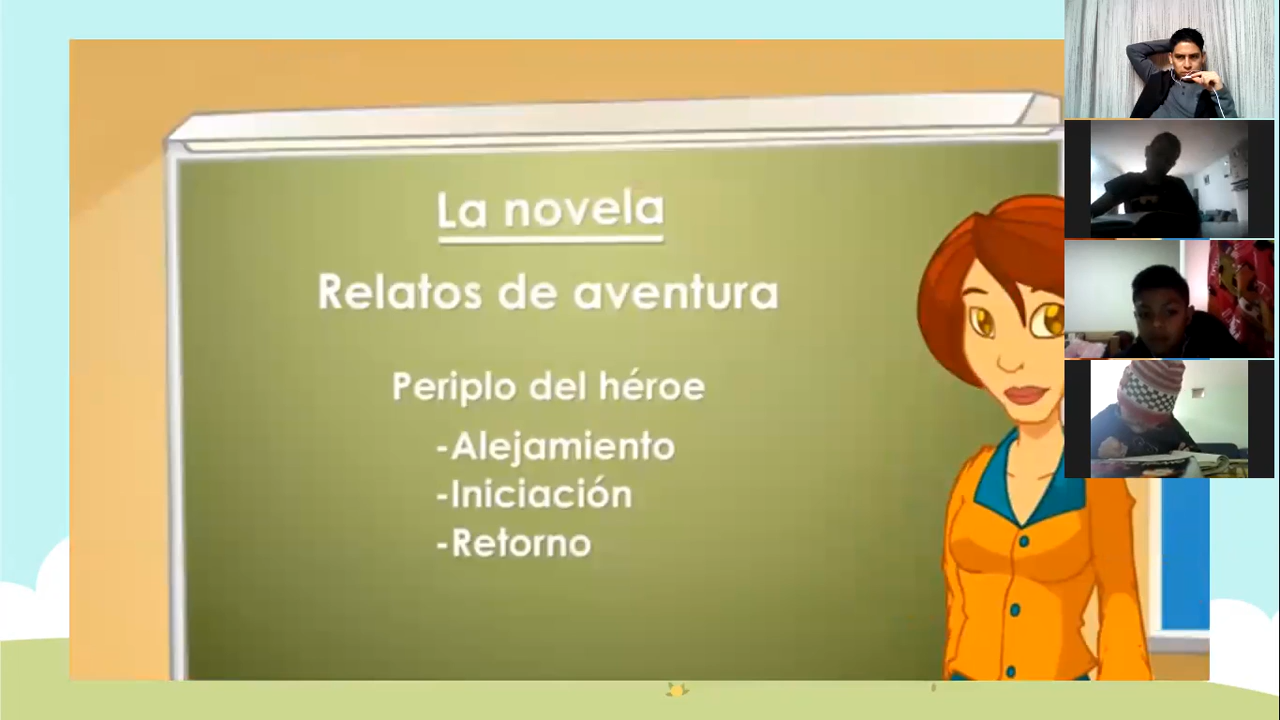 La novela
Relatos de aventura
Periplo del héroe
-Alejamiento
-Iniciación
-Retorno